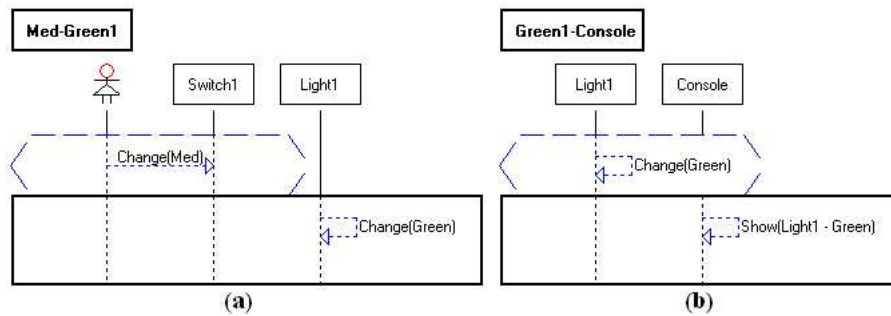 Med-Green1
Switch1
Light1
Change(Med)
Change(Green)
(a)
Green1-Console
Light1
Console
Change(Green)
Show(Light1 - Green)
(b)